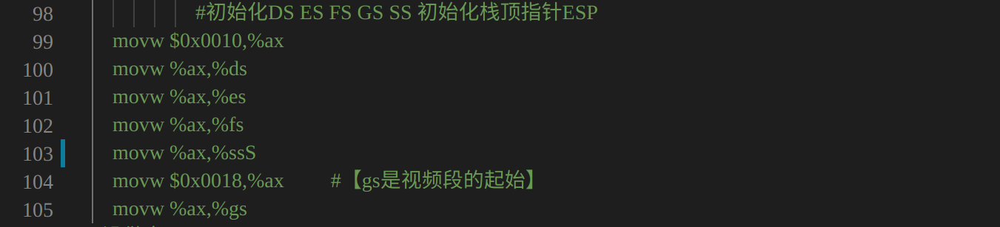 98 #初始化DS ES FS GS SS 初始化栈顶指针ESP
99 movw $0x0010,%ax
100 movw %ax,%ds
101 movw %ax,%es
102 movw %ax,%fs
103 movw %ax,%ssS
104 movw $0x0018,%ax #【gs是视频段的起始】
105 movw %ax,%gs